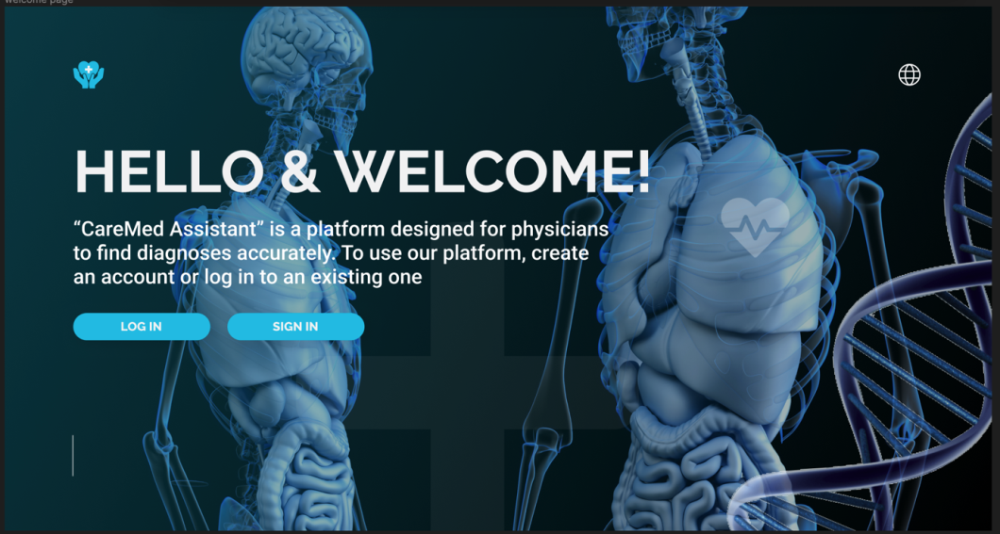 welcome page
HELLO & WELCOME!
“CareMed Assistant” is a platform designed for physicians
to find diagnoses accurately. To use our platform, create
an account or log in to an existing one
LOG IN
SIGN IN